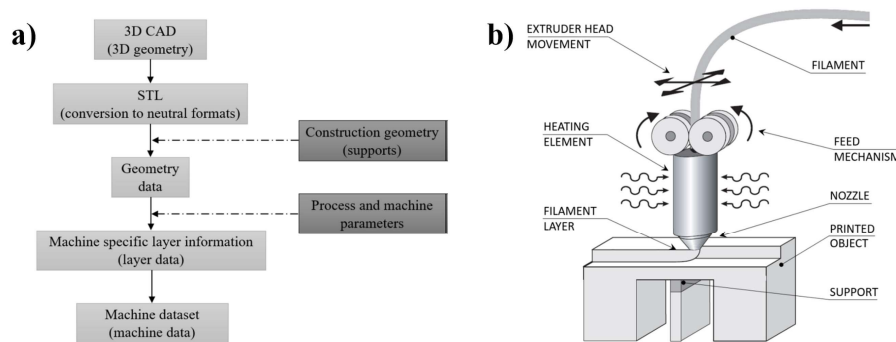 a)
3D CAD
(3D geometry)
STL
(conversion to neutral formats)
Construction geometry
(supports)
Geometry
data
Process and machine
parameters
Machine specific layer information
(layer data)
Machine dataset
(machine data)
b)
EXTRUDER HEAD
MOVEMENT
FILAMENT
HEATING
ELEMENT
FEED
MECHANISM
FILAMENT
LAYER
NOZZLE
PRINTED
OBJECT
SUPPORT